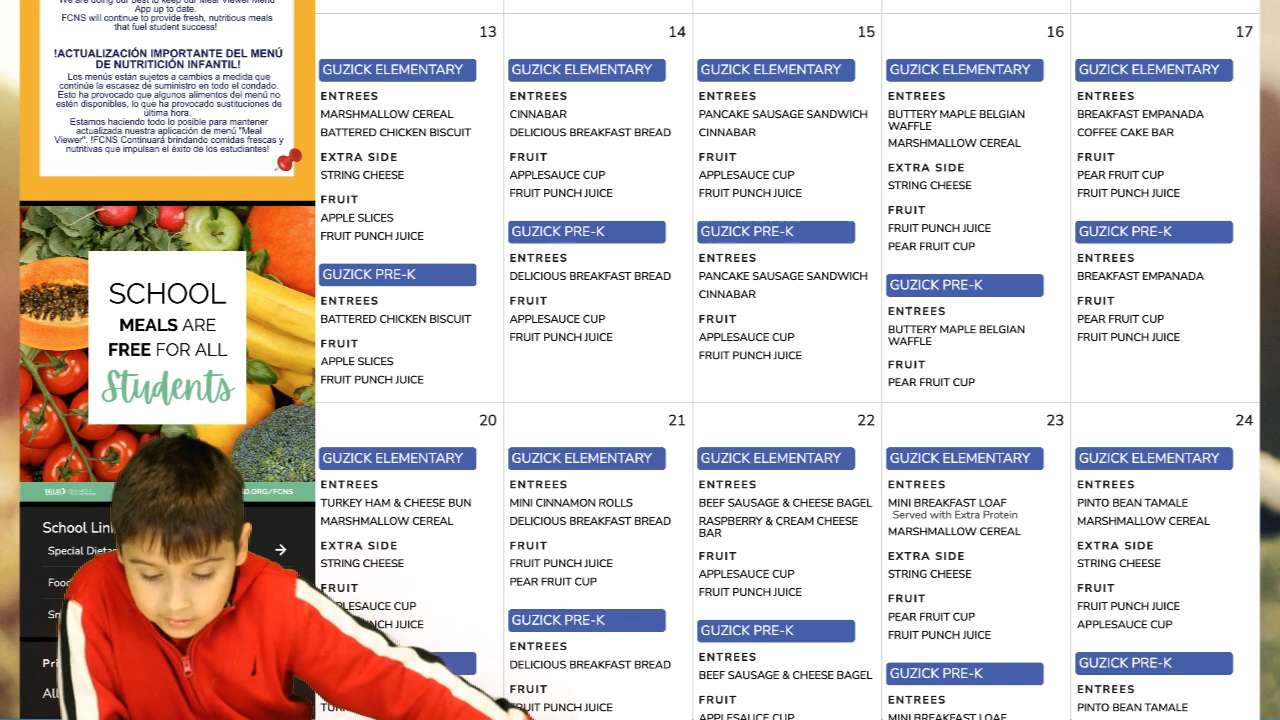 We are doing our best to keep our Meal Viewer Menu
App up to date.
FCNS will continue to provide fresh, nutritious meals
that fuel student success!
!ACTUALIZACIÓN IMPORTANTE DEL MENÚ
DE NUTRITICIÓN INFANTIL!
Los menús están sujetos a cambios a medida que
continúe la escasez de suministro en todo el condado.
Esto ha provocado que algunos alimentos del menú no
estén disponibles, lo que ha provocado sustituciones de
última hora.
Estamos haciendo todo lo posible para mantener
actualizada nuestra aplicación de menú "Meal
Viewer". !FCNS Continuará brindando comidas frescas y
nutritivas que impulsan el éxito de los estudiantes!
SCHOOL
MEALS ARE
FREE FOR ALL
Students
D.ORG/FCNS
School Lin
Special Dieta
Foo
Sn
Pri
All
13
GUZICK ELEMENTARY
ENTREES
MARSHMALLOW CEREAL
BATTERED CHICKEN BISCUIT
EXTRA SIDE
STRING CHEESE
FRUIT
APPLE SLICES
FRUIT PUNCH JUICE
GUZICK PRE-K
ENTREES
BATTERED CHICKEN BISCUIT
FRUIT
APPLE SLICES
FRUIT PUNCH JUICE
14
GUZICK ELEMENTARY
ENTREES
CINNABAR
DELICIOUS BREAKFAST BREAD
FRUIT
APPLESAUCE CUP
FRUIT PUNCH JUICE
GUZICK PRE-K
ENTREES
DELICIOUS BREAKFAST BREAD
FRUIT
APPLESAUCE CUP
FRUIT PUNCH JUICE
15
GUZICK ELEMENTARY
ENTREES
PANCAKE SAUSAGE SANDWICH
CINNABAR
FRUIT
APPLESAUCE CUP
FRUIT PUNCH JUICE
GUZICK PRE-K
ENTREES
PANCAKE SAUSAGE SANDWICH
CINNABAR
FRUIT
APPLESAUCE CUP
FRUIT PUNCH JUICE
16
GUZICK ELEMENTARY
ENTREES
BUTTERY MAPLE BELGIAN
WAFFLE
MARSHMALLOW CEREAL
EXTRA SIDE
STRING CHEESE
FRUIT
FRUIT PUNCH JUICE
PEAR FRUIT CUP
GUZICK PRE-K
ENTREES
BUTTERY MAPLE BELGIAN
WAFFLE
FRUIT
PEAR FRUIT CUP
17
GUZICK ELEMENTARY
ENTREES
BREAKFAST EMPANADA
COFFEE CAKE BAR
FRUIT
PEAR FRUIT CUP
FRUIT PUNCH JUICE
GUZICK PRE-K
ENTREES
BREAKFAST EMPANADA
FRUIT
PEAR FRUIT CUP
FRUIT PUNCH JUICE
20
GUZICK ELEMENTARY
ENTREES
TURKEY HAM & CHEESE BUN
MARSHMALLOW CEREAL
EXTRA SIDE
STRING CHEESE
FRUIT
PLESAUCE CUP
NCH JUICE
TUR
21
GUZICK ELEMENTARY
ENTREES
MINI CINNAMON ROLLS
DELICIOUS BREAKFAST BREAD
FRUIT
FRUIT PUNCH JUICE
PEAR FRUIT CUP
GUZICK PRE-K
ENTREES
DELICIOUS BREAKFAST BREAD
FRUIT
FRUIT PUNCH JUICE
22
GUZICK ELEMENTARY
ENTREES
BEEF SAUSAGE & CHEESE BAGEL
RASPBERRY & CREAM CHEESE
BAR
FRUIT
APPLESAUCE CUP
FRUIT PUNCH JUICE
GUZICK PRE-K
ENTREES
BEEF SAUSAGE & CHEESE BAGEL
FRUIT
APPLESAUCE CUP
23
GUZICK ELEMENTARY
ENTREES
MINI BREAKFAST LOAF
Served with Extra Protein
MARSHMALLOW CEREAL
EXTRA SIDE
STRING CHEESE
FRUIT
PEAR FRUIT CUP
FRUIT PUNCH JUICE
GUZICK PRE-K
ENTREES
MINI BREAKFAST LOAF
24
GUZICK ELEMENTARY
ENTREES
PINTO BEAN TAMALE
MARSHMALLOW CEREAL
EXTRA SIDE
STRING CHEESE
FRUIT
FRUIT PUNCH JUICE
APPLESAUCE CUP
GUZICK PRE-K
ENTREES
PINTO BEAN TAMALE